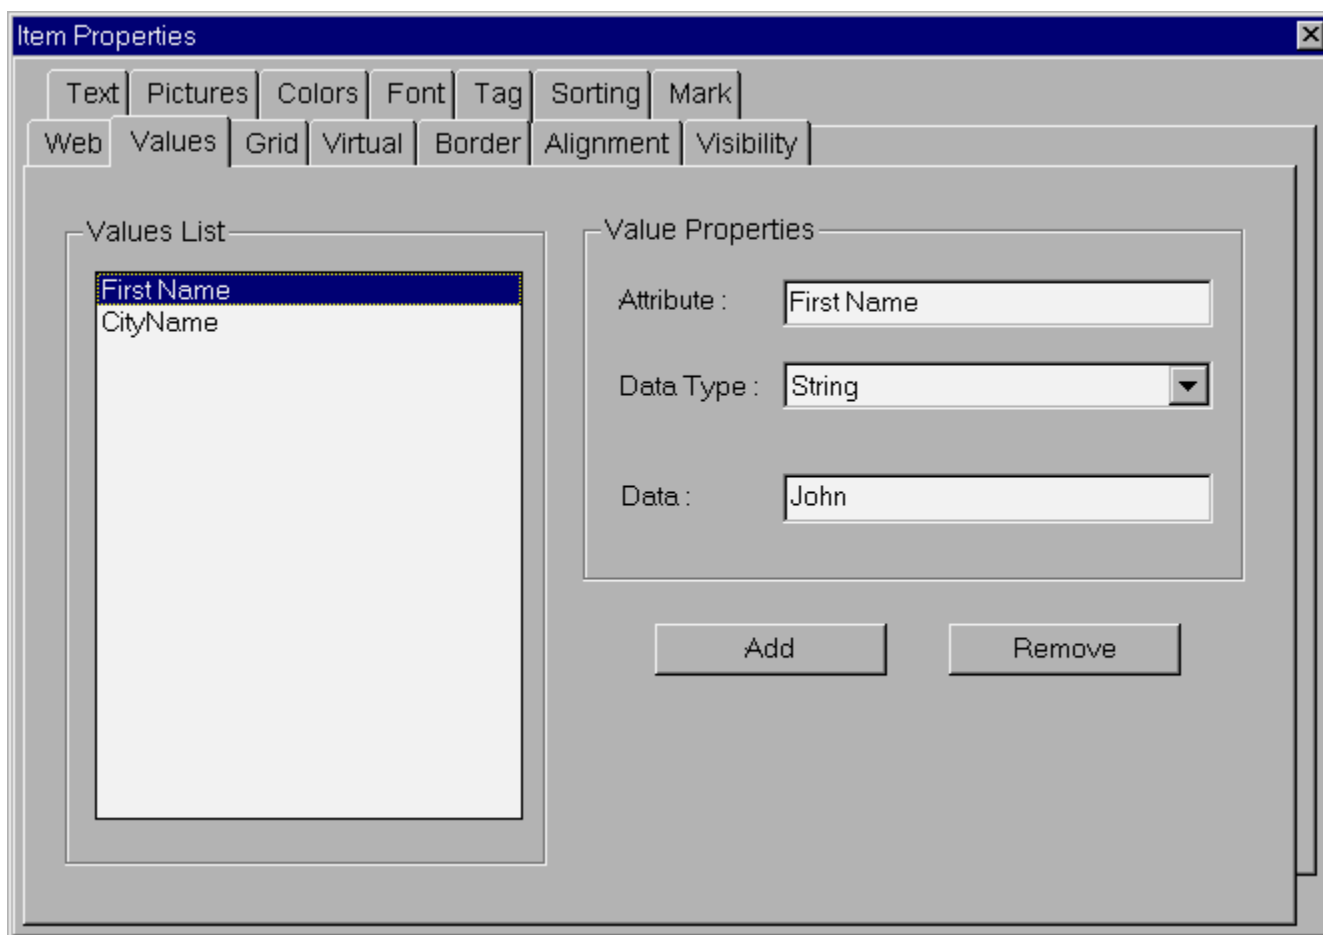 Item Properties
Text Pictures Colors Font Tag Sorting Mark
Web Values Grid Virtual Border Alignment Visibility
Values List
First Name
CityName
Value Properties
Attribute : First Name
Data Type : String
Data : John
Add Remove